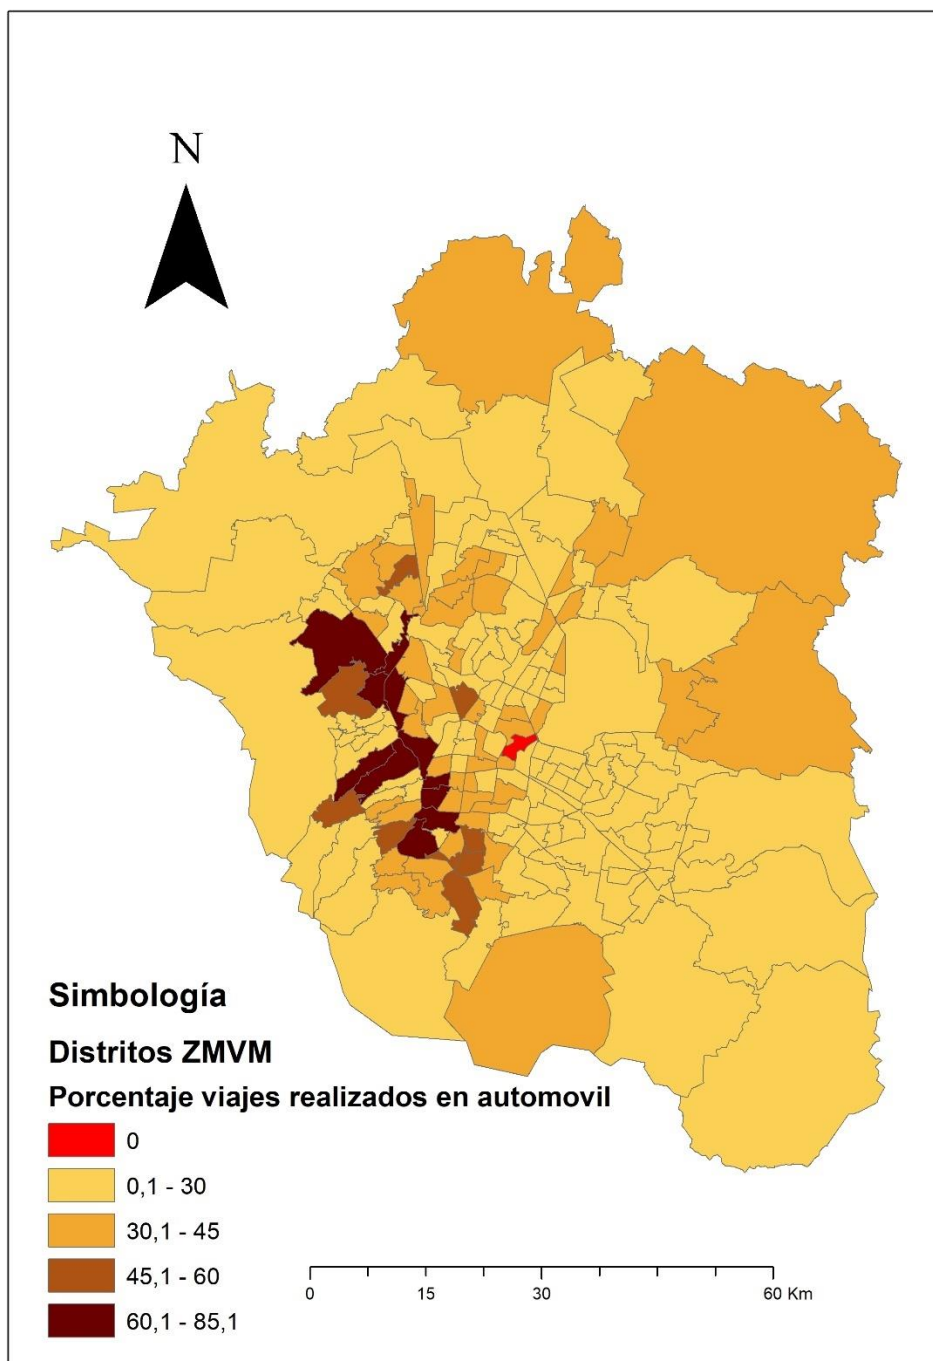 N
Simbología
Distritos ZMVM
Porcentaje viajes realizados en automovil
0
0,1 - 30
30,1 - 45
45,1 - 60
60,1 - 85,1
0 15 30 60 Km